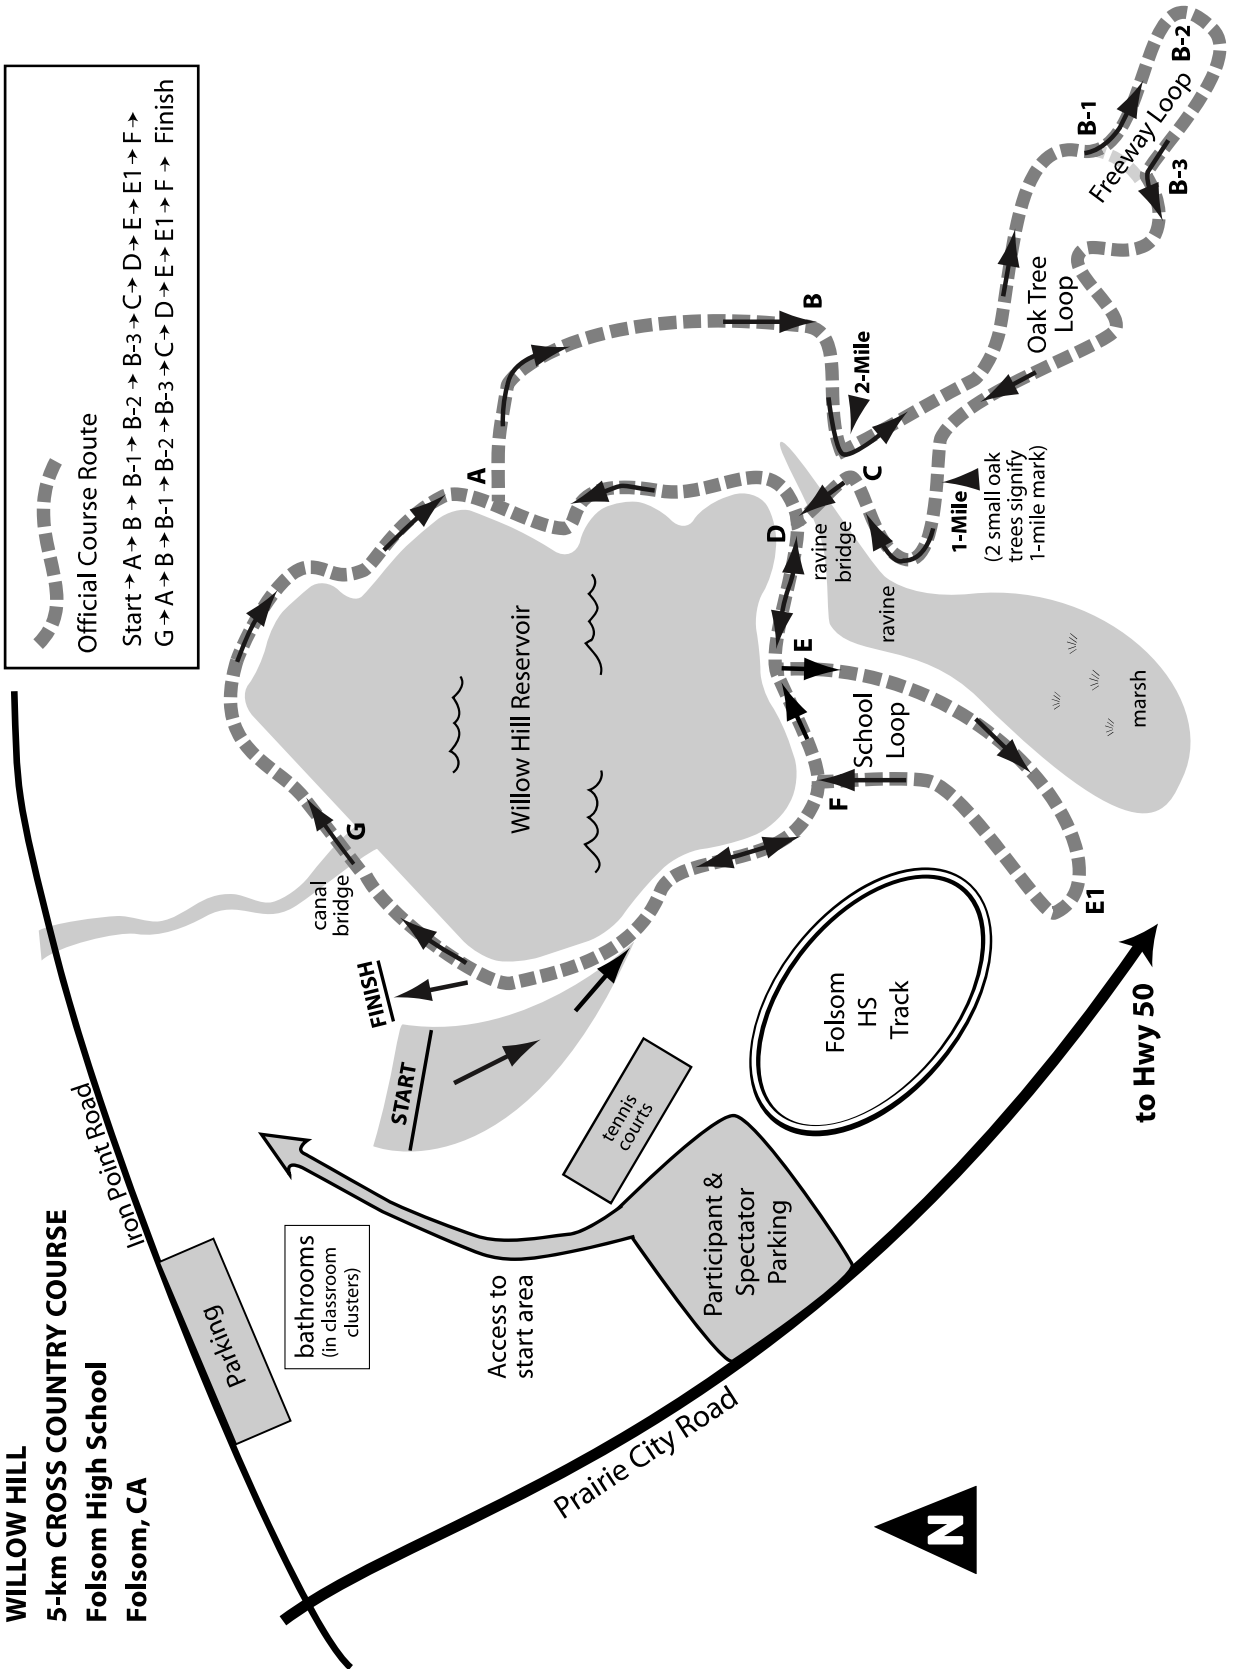 WILLOW HILL
5-km CROSS COUNTRY COURSE
Folsom High School
Folsom, CA
Official Course Route
Start → A → B → B-1 → B-2 → B-3 → C → D → E → E1 → F →
G → A → B → B-1 → B-2 → B-3 → C → D → E → E1 → F → Finish
Iron Point Road
Parking
bathrooms
(in classroom
clusters)
Access to
start area
START
FINISH
canal
bridge
G
A
Willow Hill Reservoir
B
2-Mile
C
D
ravine
bridge
ravine
E
School
Loop
F
E1
1-Mile
(2 small oak
trees signify
1-mile mark)
Oak Tree
Loop
B-1
Freeway Loop
B-2
B-3
marsh
tennis
courts
Folsom
HS
Track
Participant &
Spectator
Parking
Prairie City Road
to Hwy 50
N